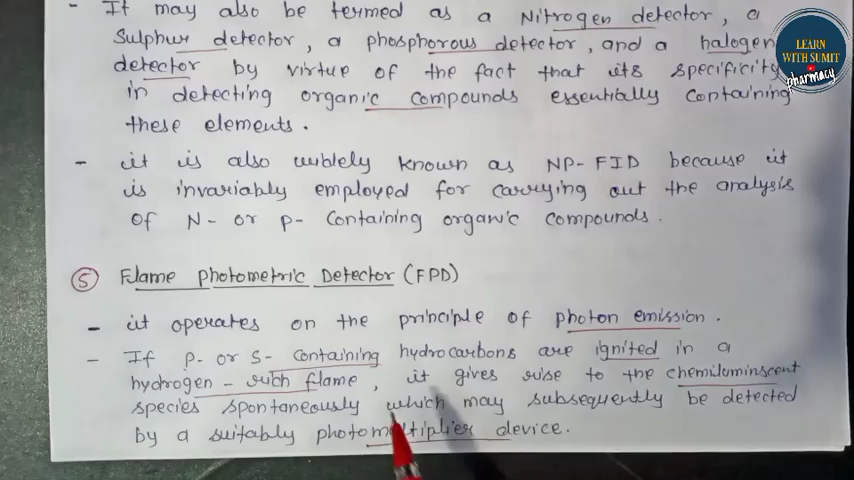 - It may also be termed as a Nitrogen detector, a
Sulphur detector, a phosphorous detector, and a halogen
detector by virtue of the fact that its specificity
in detecting organic compounds essentially containing
these elements.
- it is also widely known as NP-FID because it
is invariably employed for carrying out the analysis
of N- or P- containing organic compounds.
⑤ Flame Photometric Detector (FPD)
- it operates on the principle of photon emission.
- If P- or S- containing hydrocarbons are ignited in a
hydrogen-rich flame, it gives rise to the chemiluminscent
species spontaneously which may subsequently be detected
by a suitably photomultiplier device.
LEARN
WITH SUMIT
pharmacy